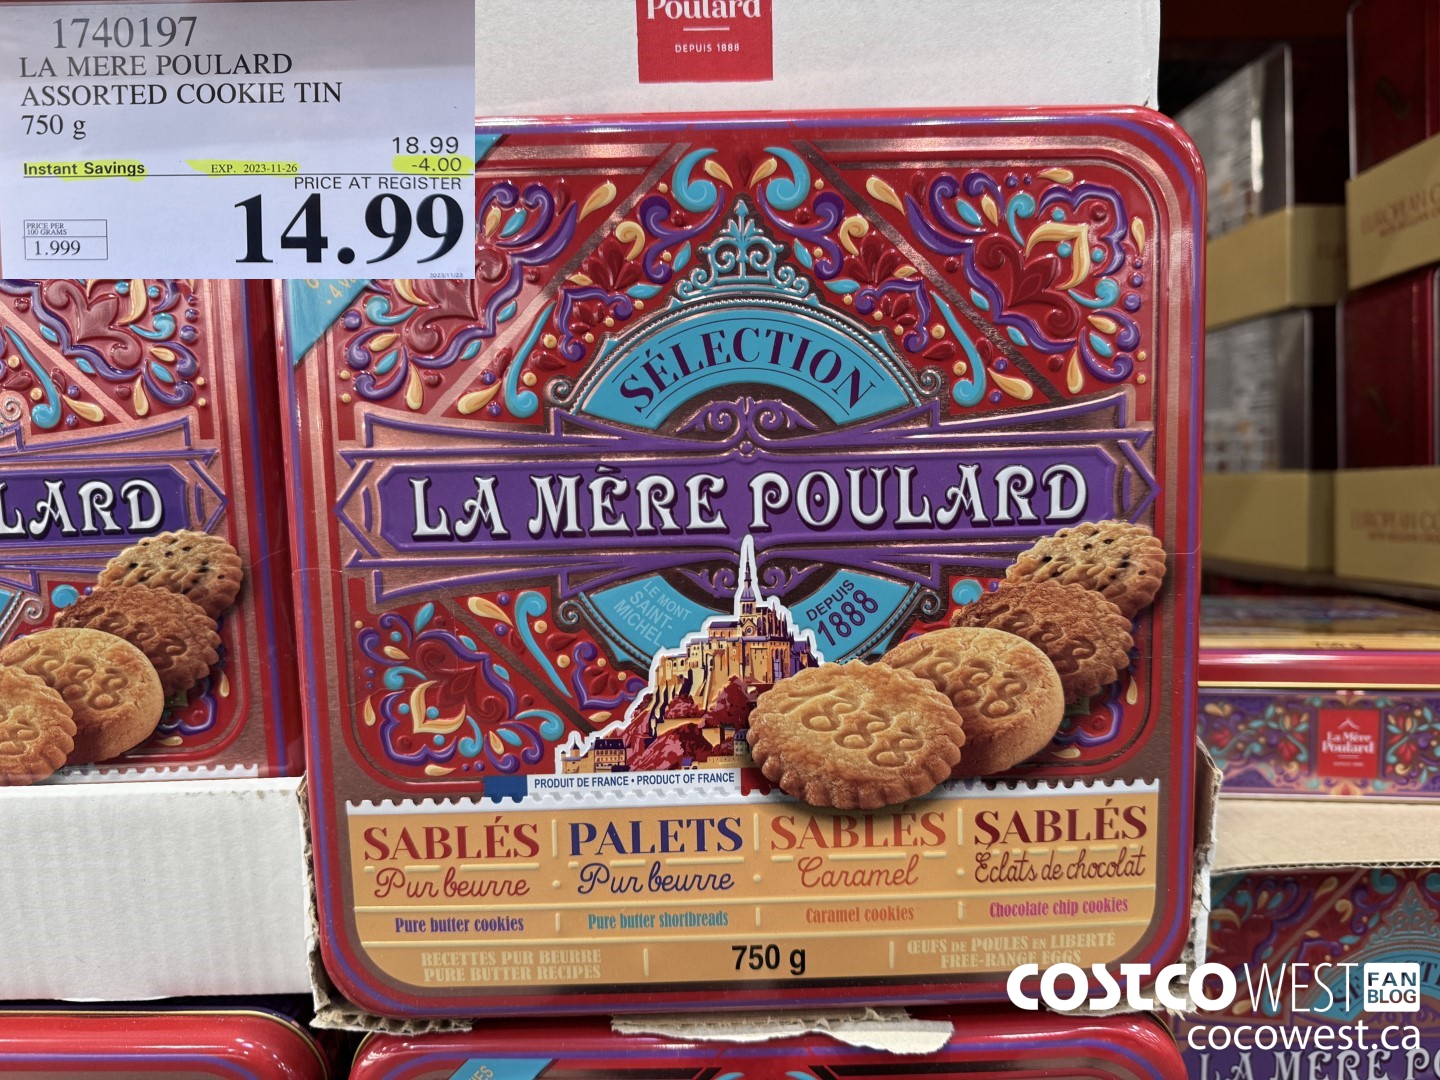 1740197
LA MERE POULARD
ASSORTED COOKIE TIN
750 g
18.99
Instant Savings EXP. 2023-11-26 -4.00
PRICE AT REGISTER
PRICE PER
100 GRAMS
1.999
14.99
2023/11/23
Poulard
DEPUIS 1888
SÉLECTION
LA MÈRE POULARD
LE MONT
SAINT-
MICHEL
DEPUIS
1888
1888
1888
PRODUIT DE FRANCE • PRODUCT OF FRANCE
SABLÉS
Pur beurre
Pure butter cookies
PALETS
Pur beurre
Pure butter shortbreads
SABLÉS
Caramel
Caramel cookies
SABLÉS
Éclats de chocolat
Chocolate chip cookies
RECETTES PUR BEURRE
PURE BUTTER RECIPES
750 g
ŒUFS DE POULES EN LIBERTÉ
FREE-RANGE EGGS
LARD
1888
La Mère
Poulard
LA MÈRE PO
COSTCO WEST FAN
BLOG
cocowest.ca